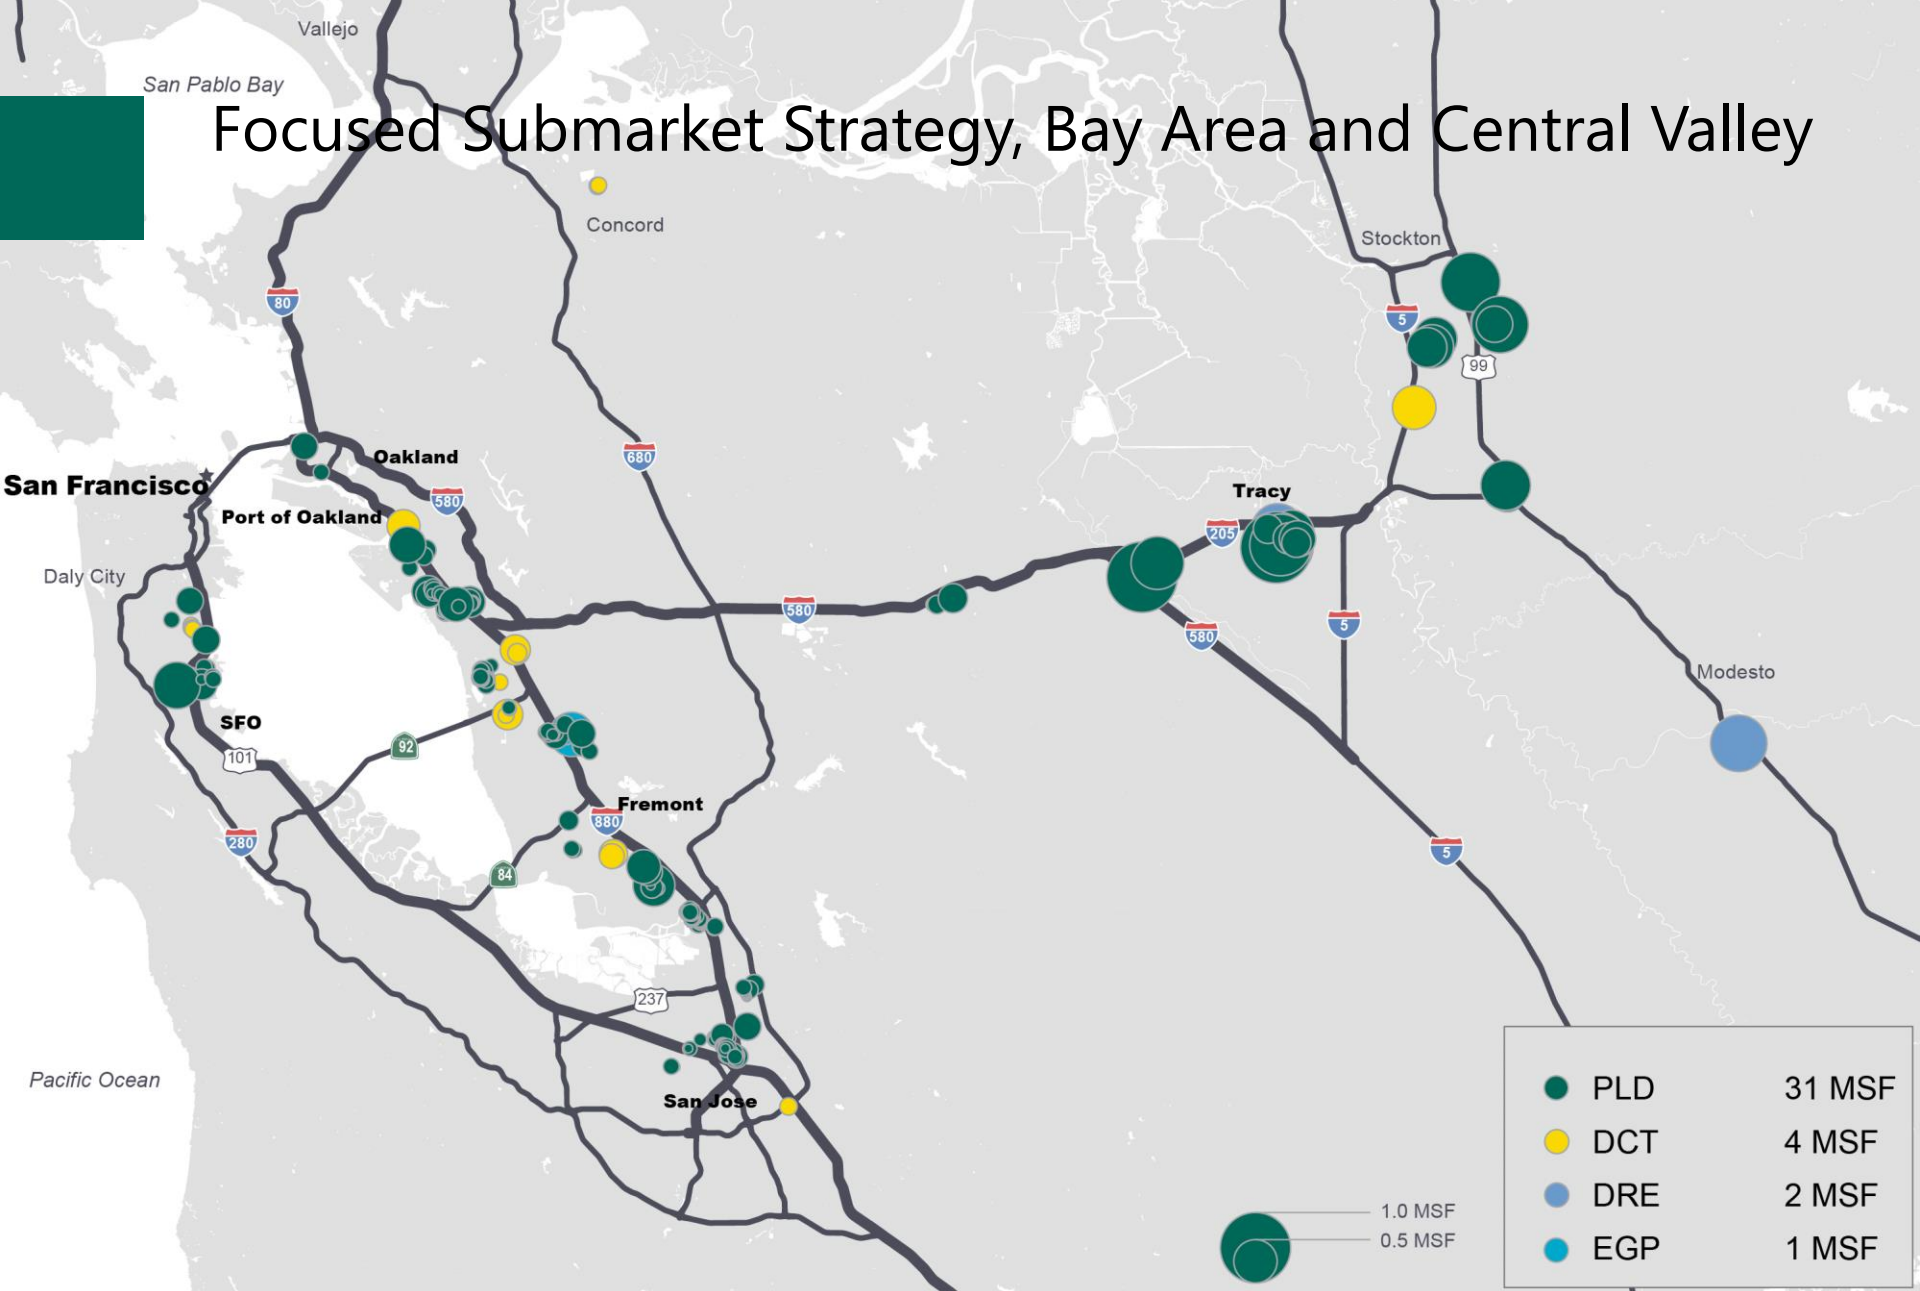 Vallejo
San Pablo Bay
Focused Submarket Strategy, Bay Area and Central Valley
Concord
Stockton
80
5
99
Oakland
680
San Francisco
580
Tracy
Port of Oakland
205
Daly City
580
5
580
Modesto
SFO
92
101
Fremont
880
280
5
84
237
Pacific Ocean
San Jose
PLD 31 MSF
DCT 4 MSF
DRE 2 MSF
EGP 1 MSF
1.0 MSF
0.5 MSF